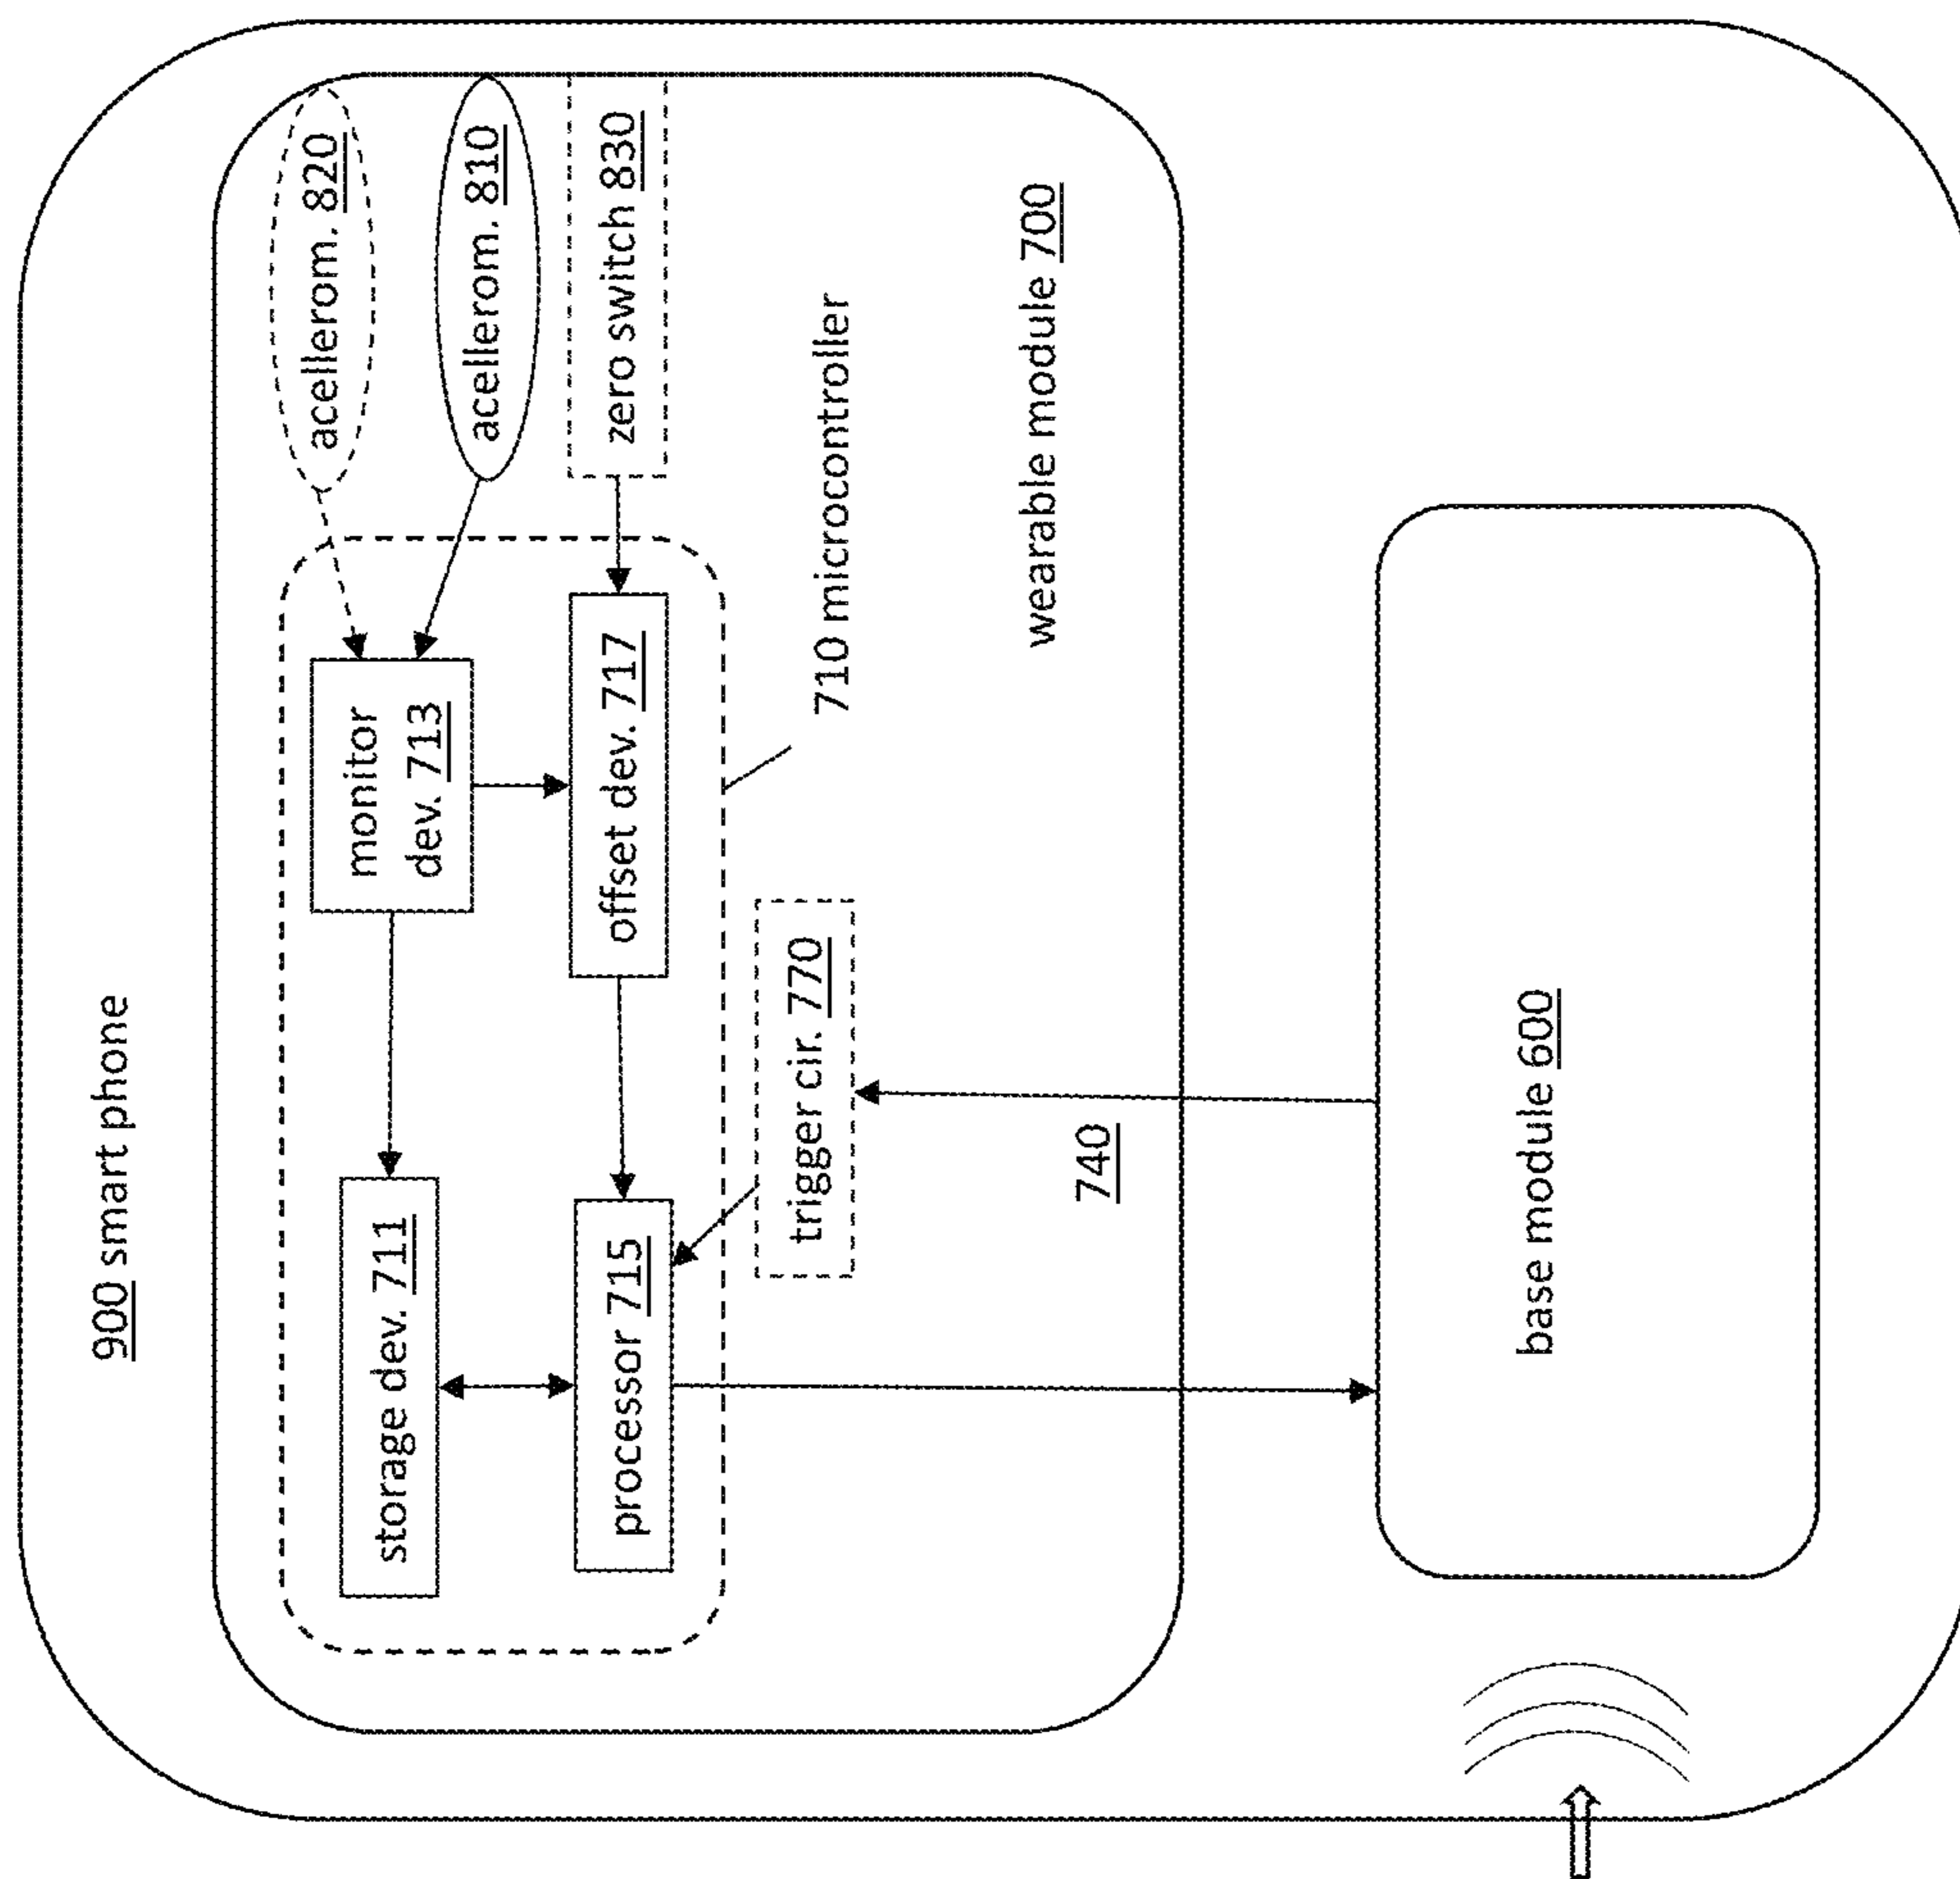 900 smart phone
acellerom. 820
acellerom. 810
zero switch 830
monitor
dev. 713
offset dev. 717
storage dev. 711
processor 715
trigger cir. 770
710 microcontroller
wearable module 700
740
base module 600